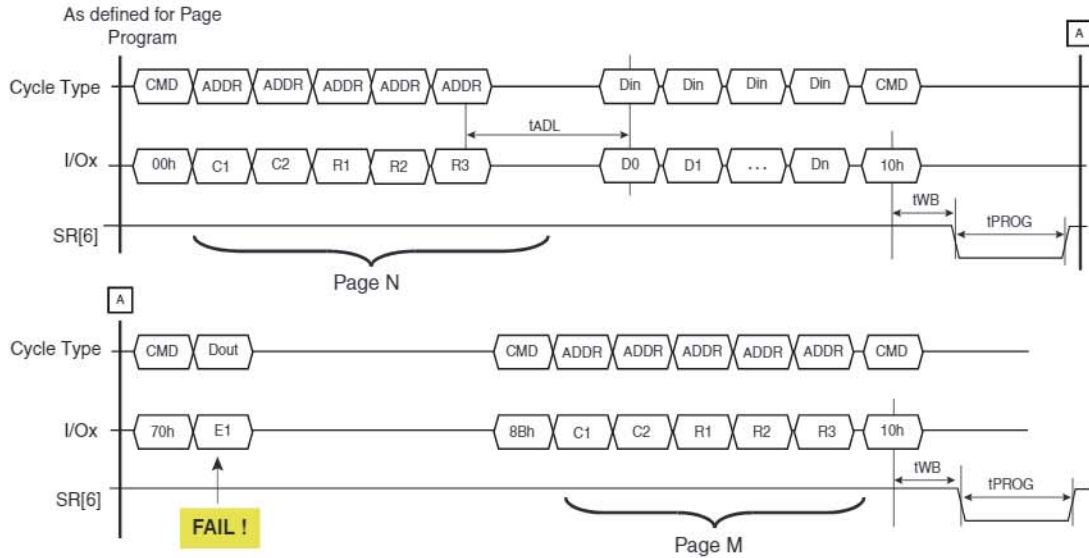 As defined for Page
Program
A
Cycle Type CMD ADDR ADDR ADDR ADDR ADDR Din Din Din Din CMD
tADL
I/Ox 00h C1 C2 R1 R2 R3 D0 D1 ... Dn 10h
tWB tPROG
SR[6]
Page N
A
Cycle Type CMD Dout CMD ADDR ADDR ADDR ADDR ADDR CMD
I/Ox 70h E1 8Bh C1 C2 R1 R2 R3 10h
tWB tPROG
SR[6]
FAIL !
Page M